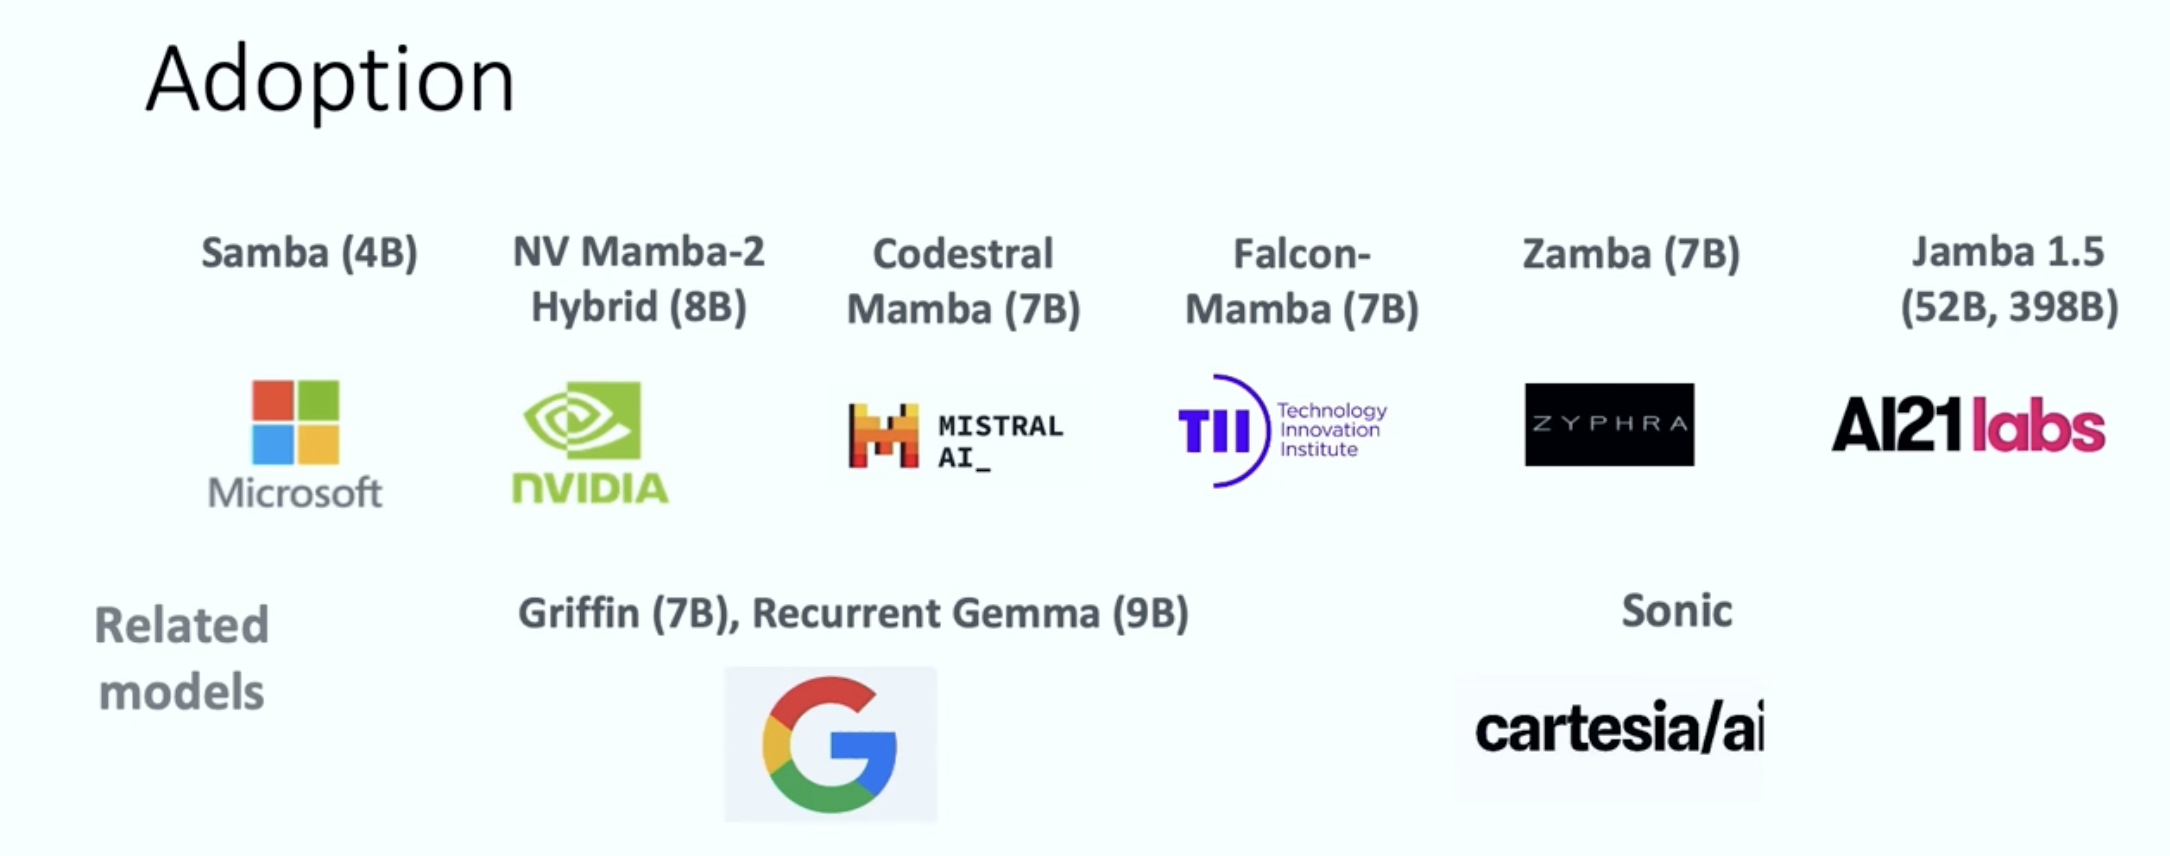 Adoption
Samba (4B)
NV Mamba-2
Hybrid (8B)
Codestral
Mamba (7B)
Falcon-
Mamba (7B)
Zamba (7B)
Jamba 1.5
(52B, 398B)
Microsoft
NVIDIA
MISTRAL
AI_
TII
Technology
Innovation
Institute
ZYPHRA
AI21 labs
Related
models
Griffin (7B), Recurrent Gemma (9B)
G
Sonic
cartesia/ai